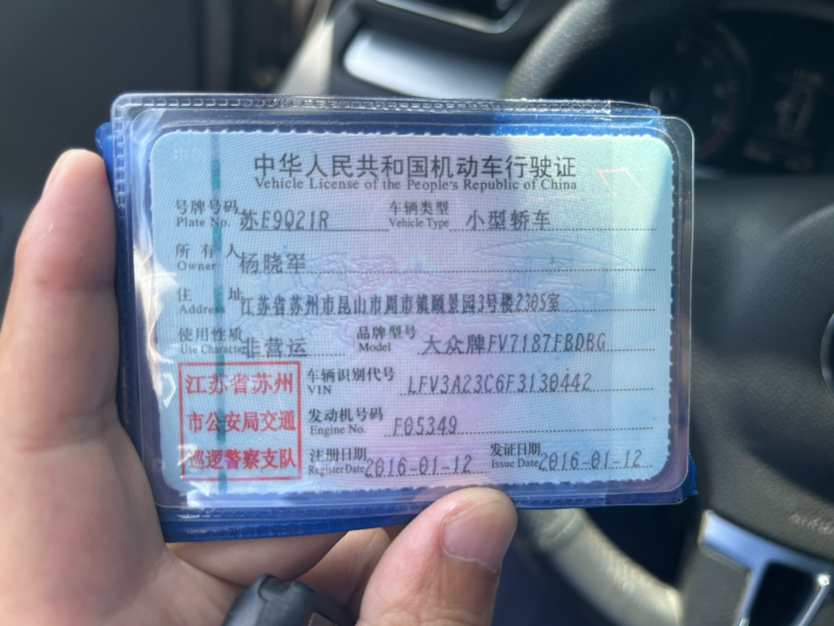 中华人民共和国机动车行驶证
Vehicle License of the People's Republic of China
号牌号码 苏E9Q21R 车辆类型 小型轿车
Plate No. Vehicle Type
所有人 杨晓军
Owner
住址 江苏省苏州市昆山市周市镇颐景园3号楼2305室
Address
使用性质 非营运 品牌型号 大众牌FV7187FBDBG
Use Character Model
江苏省苏州
市公安局交通
巡逻警察支队
车辆识别代号 LFV3A23C6F3130442
VIN
发动机号码 F05349
Engine No.
注册日期 2016-01-12 发证日期 2016-01-12
Register Date Issue Date